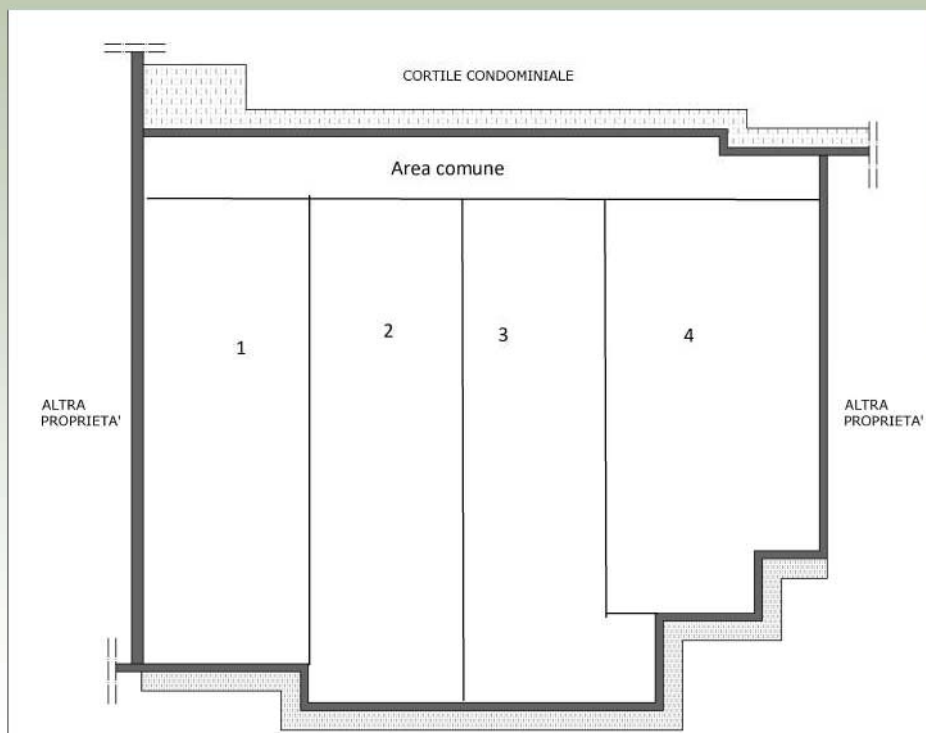 CORTILE CONDOMINIALE
Area comune
1
2
3
4
ALTRA
PROPRIETA'
ALTRA
PROPRIETA'